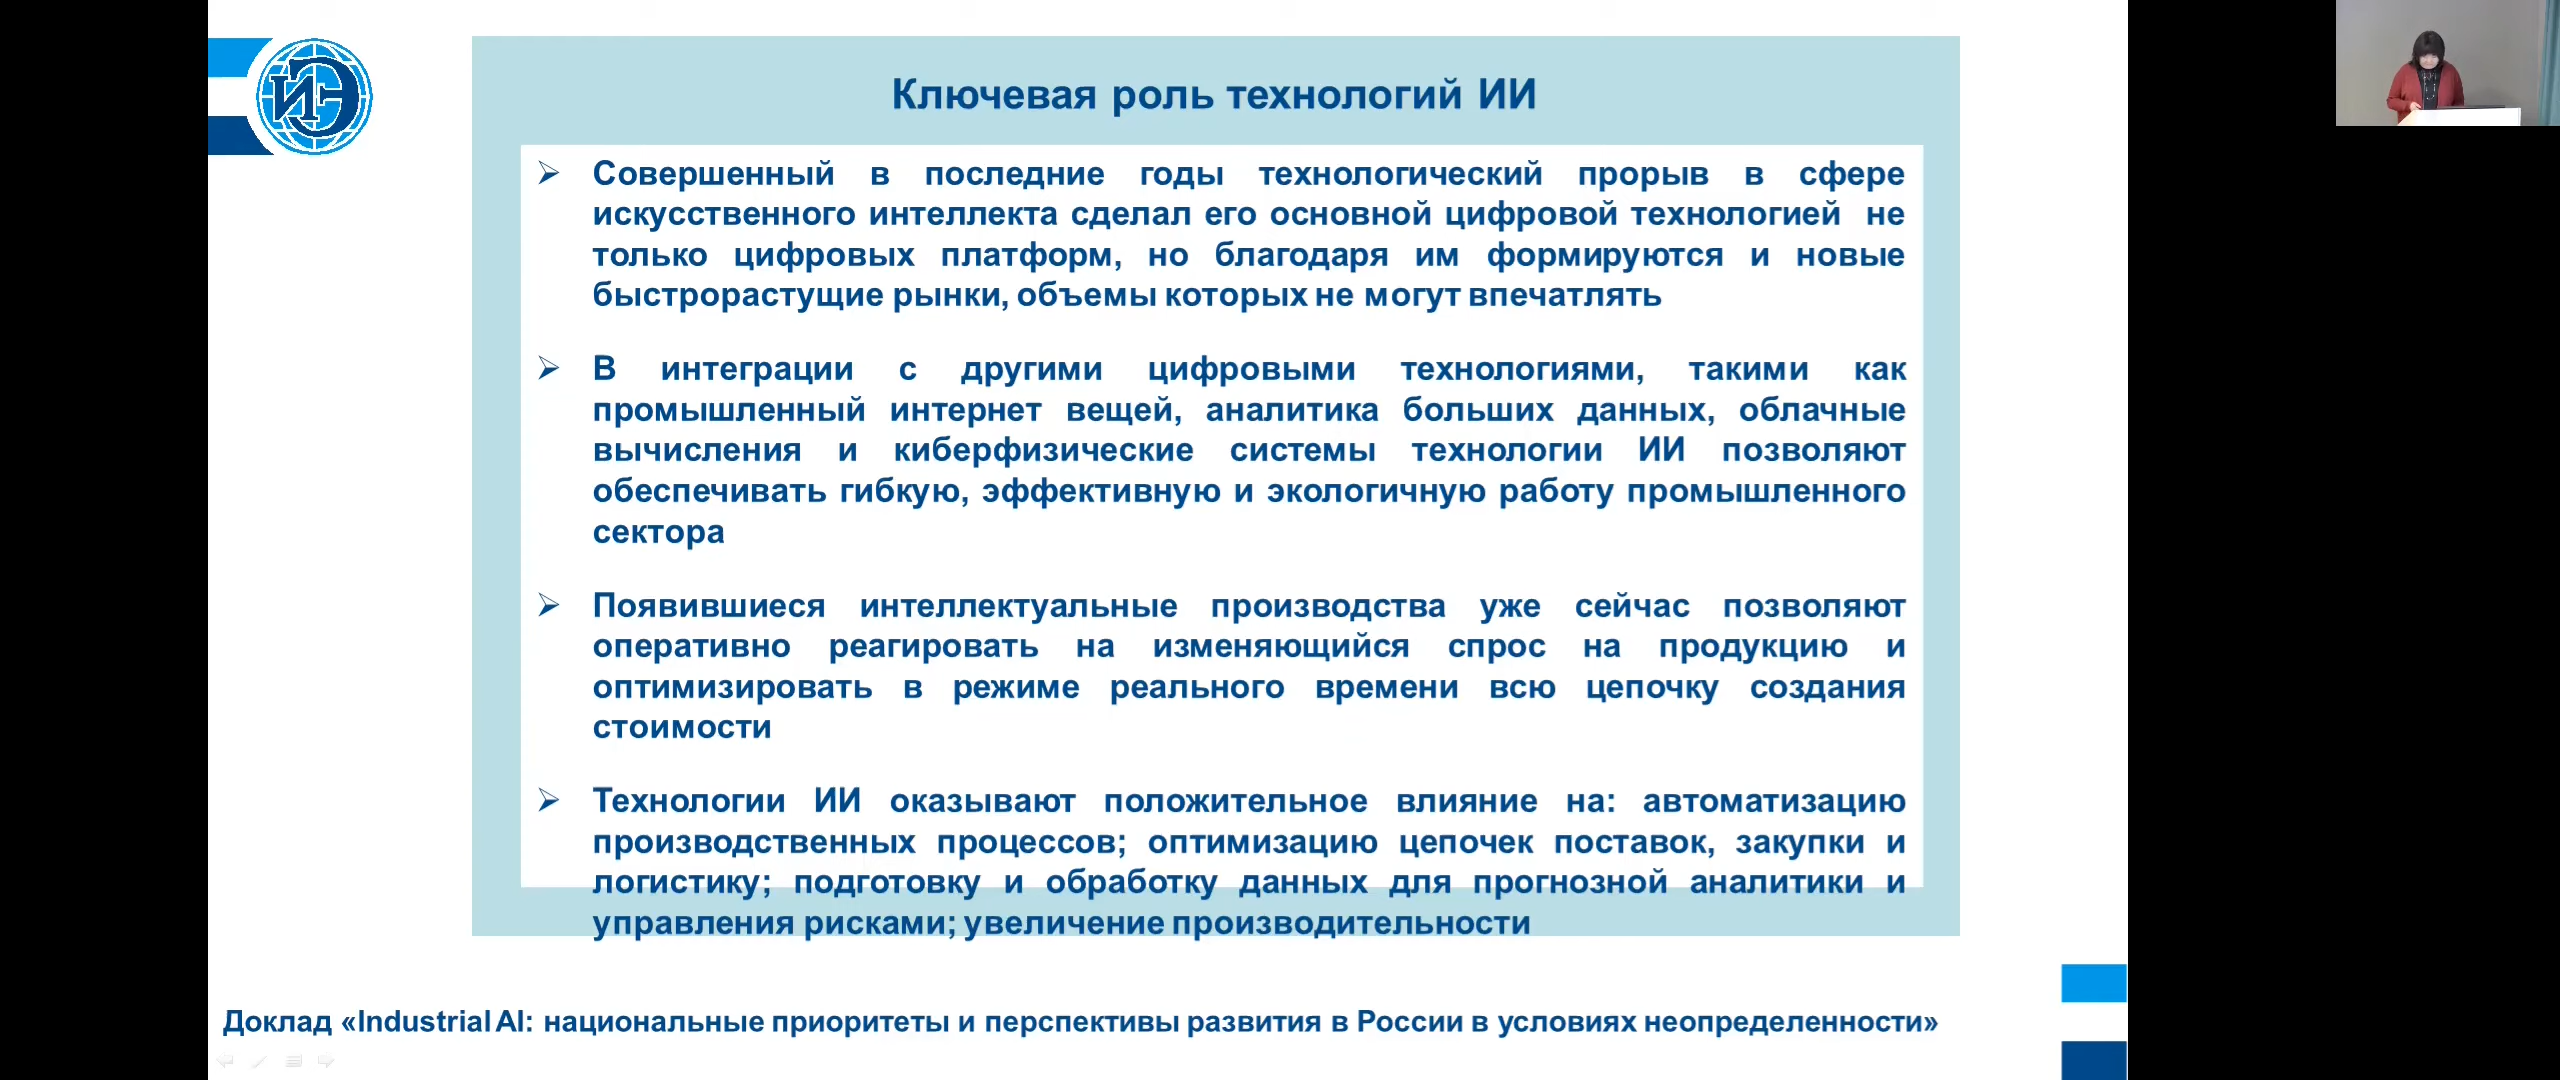 ИЭ
Ключевая роль технологий ИИ
Совершенный в последние годы технологический прорыв в сфере
искусственного интеллекта сделал его основной цифровой технологией не
только цифровых платформ, но благодаря им формируются и новые
быстрорастущие рынки, объемы которых не могут впечатлять
В интеграции с другими цифровыми технологиями, такими как
промышленный интернет вещей, аналитика больших данных, облачные
вычисления и киберфизические системы технологии ИИ позволяют
обеспечивать гибкую, эффективную и экологичную работу промышленного
сектора
Появившиеся интеллектуальные производства уже сейчас позволяют
оперативно реагировать на изменяющийся спрос на продукцию и
оптимизировать в режиме реального времени всю цепочку создания
стоимости
Технологии ИИ оказывают положительное влияние на: автоматизацию
производственных процессов; оптимизацию цепочек поставок, закупки и
логистику; подготовку и обработку данных для прогнозной аналитики и
управления рисками; увеличение производительности
Доклад «Industrial AI: национальные приоритеты и перспективы развития в России в условиях неопределенности»